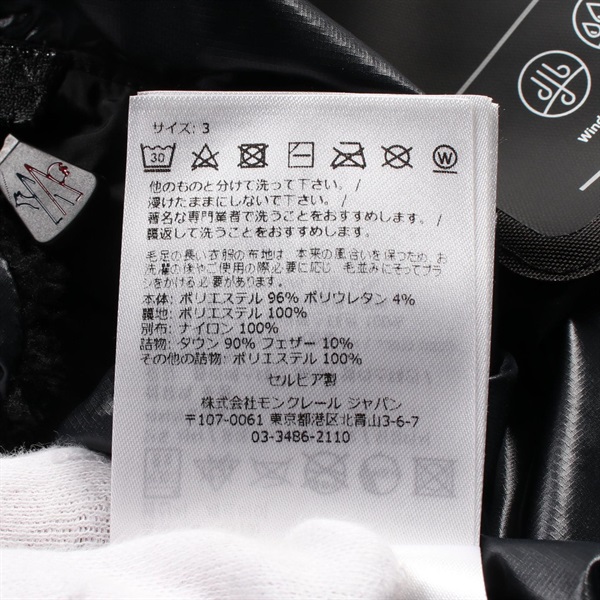 サイズ: 3
30
W
他のものと分けて洗って下さい。/
浸けたままにしないで下さい。/
著名な専門業者で洗うことをおすすめします。/
裏返して洗うことをおすすめします。/
毛足の長い衣服の布地は、本来の風合いを保つため、お
洗濯の後やご使用の際必要に応じ、毛並みにそってブラ
シをかける必要が あります。
本体: ポリエステル 96% ポリウレタン 4%
裏地: ポリエステル 100%
別布: ナイロン 100%
詰物: ダウン 90% フェザー 10%
その他の詰物: ポリエステル 100%
セルビア製
株式会社モンクレール ジャパン
〒107-0061 東京都港区北青山3-6-7
03-3486-2110
Wind